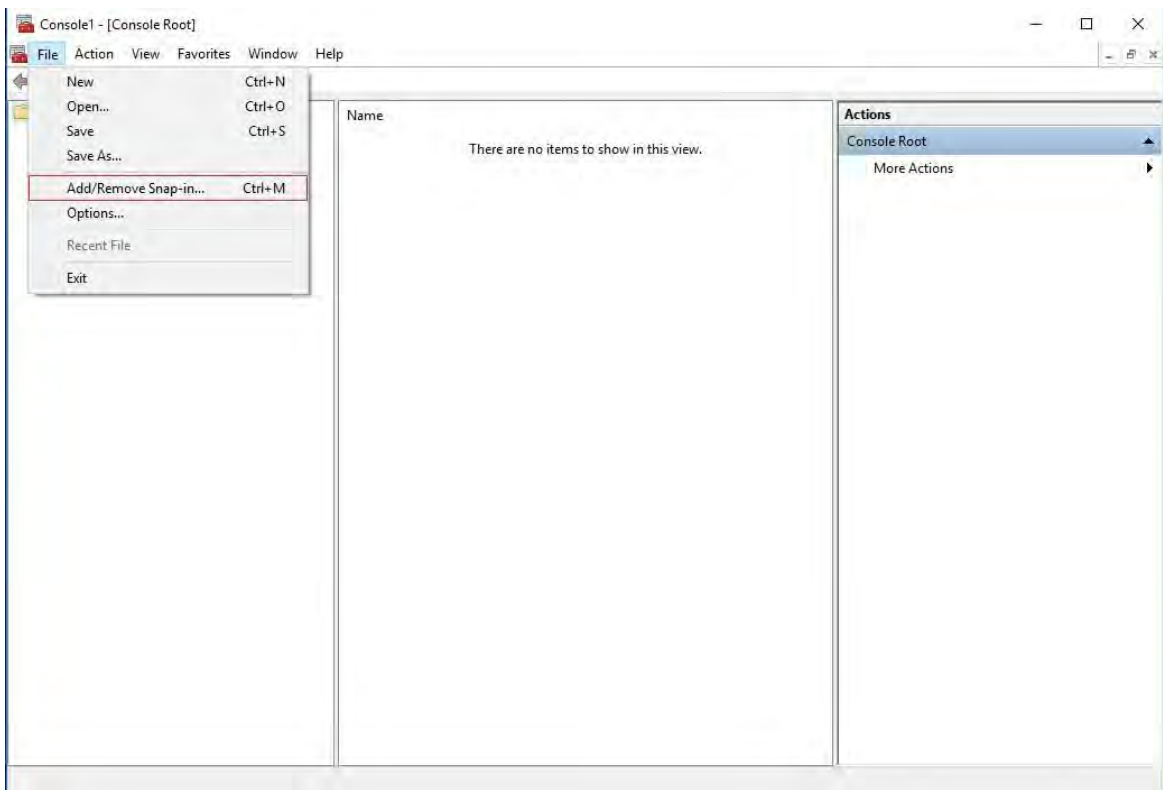 Console1 - [Console Root]
File Action View Favorites Window Help
New Ctrl+N
Open... Ctrl+O
Save Ctrl+S
Save As...
Add/Remove Snap-in... Ctrl+M
Options...
Recent File
Exit
Name
There are no items to show in this view.
Actions
Console Root
More Actions